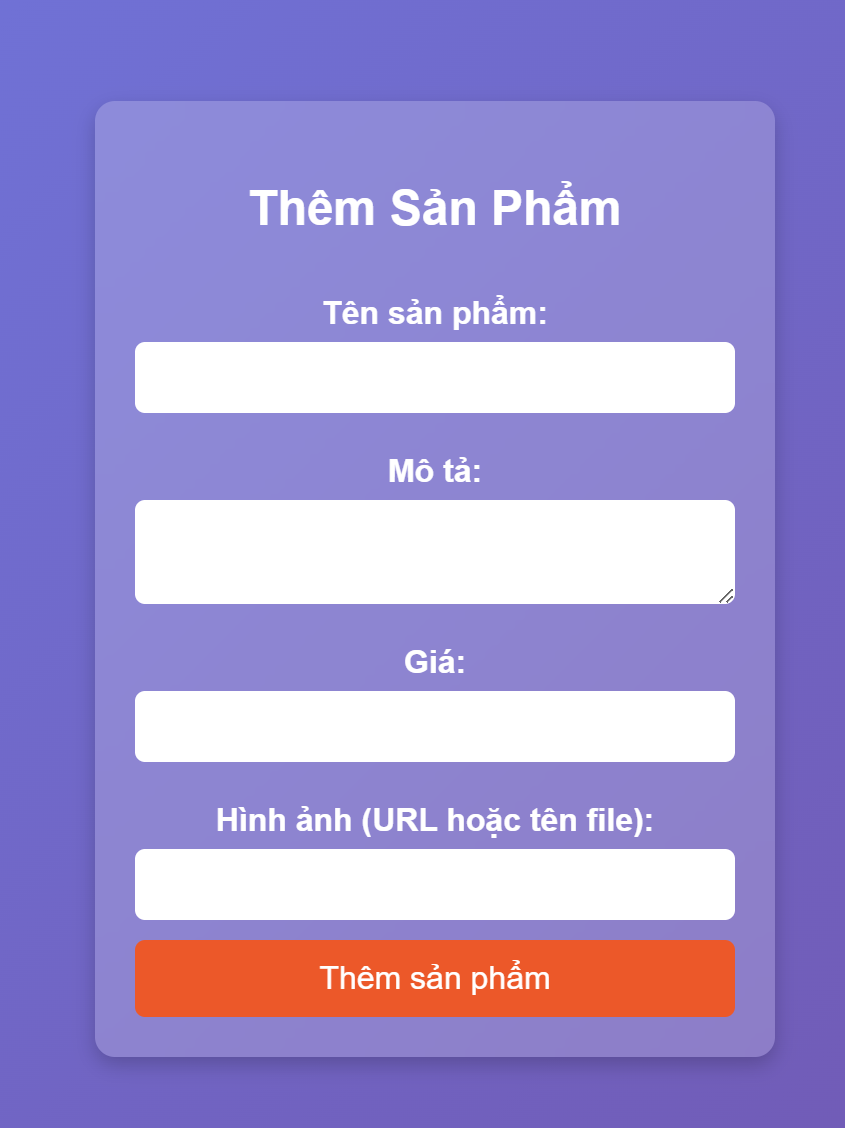 Thêm Sản Phẩm
Tên sản phẩm:
Mô tả:
Giá:
Hình ảnh (URL hoặc tên file):
Thêm sản phẩm